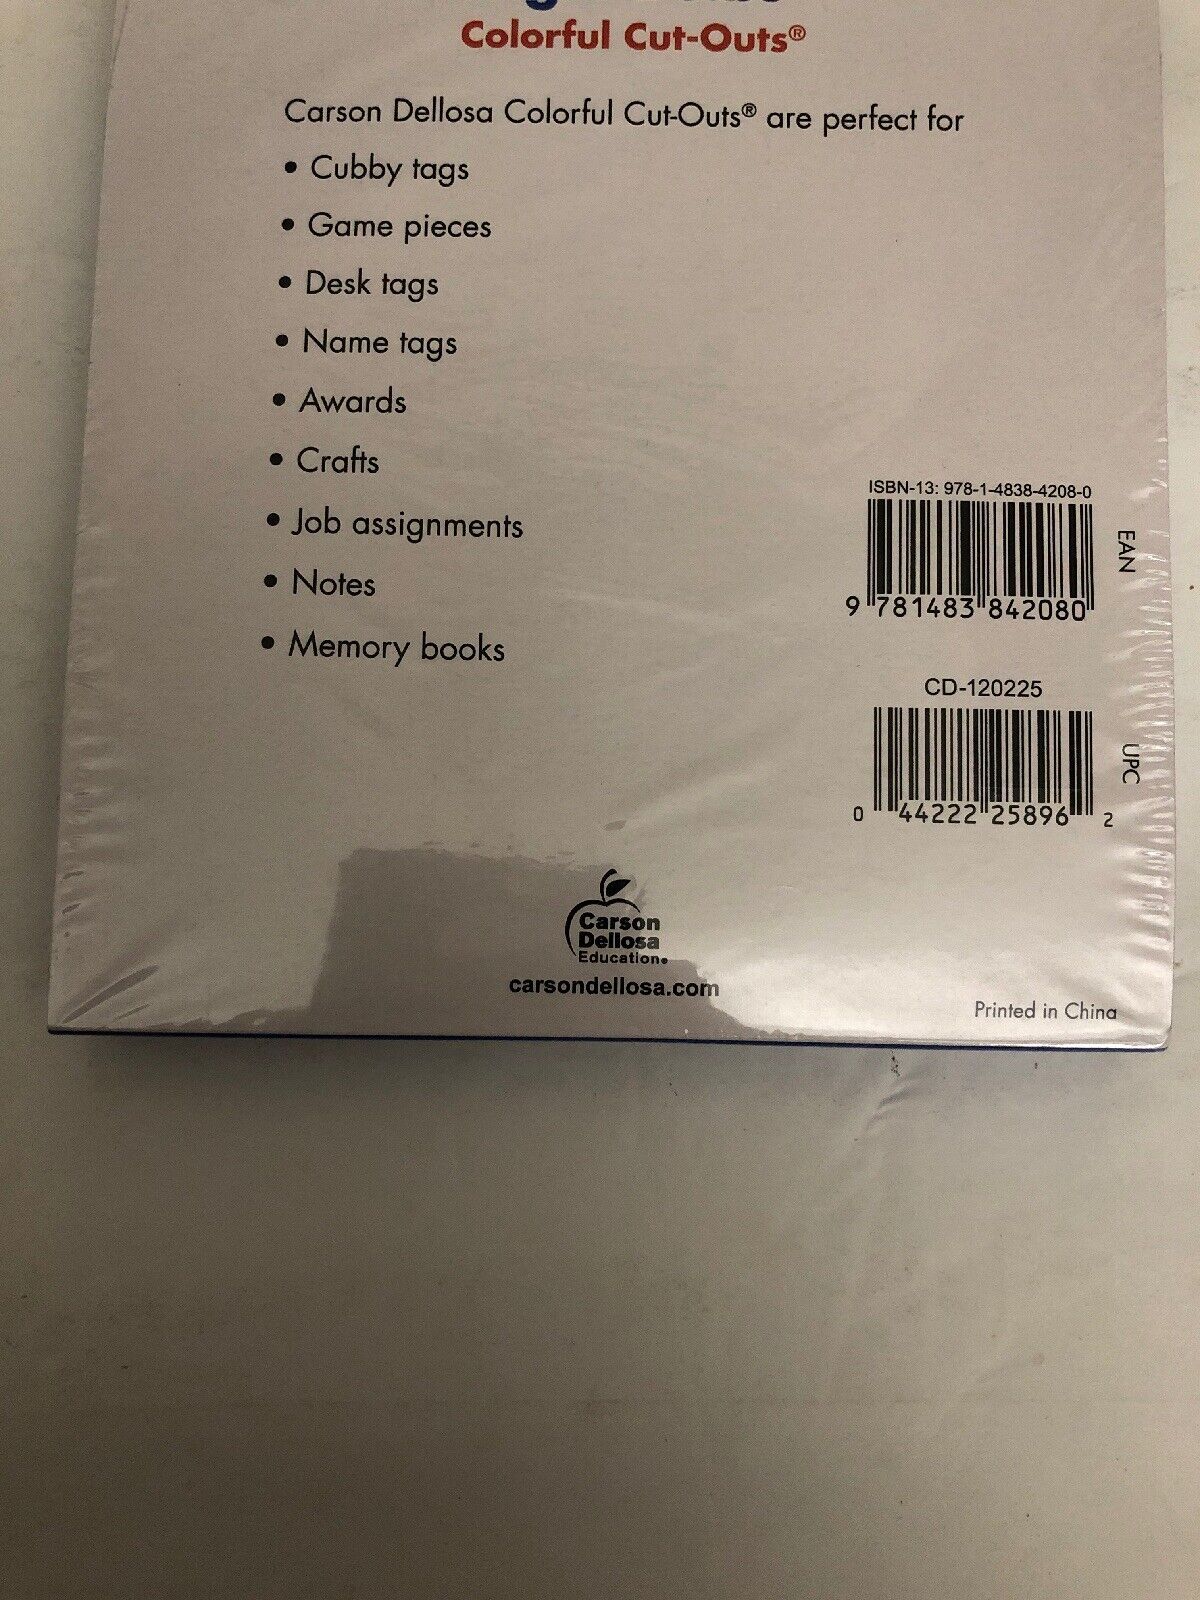 Colorful Cut-Outs®
Carson Dellosa Colorful Cut-Outs® are perfect for
• Cubby tags
• Game pieces
• Desk tags
• Name tags
• Awards
• Crafts
• Job assignments
• Notes
• Memory books
ISBN-13: 978-1-4838-4208-0
EAN
9 781483 842080
CD-120225
UPC
0 44222 25896 2
Carson
Dellosa
Education®
carsondellosa.com
Printed in China